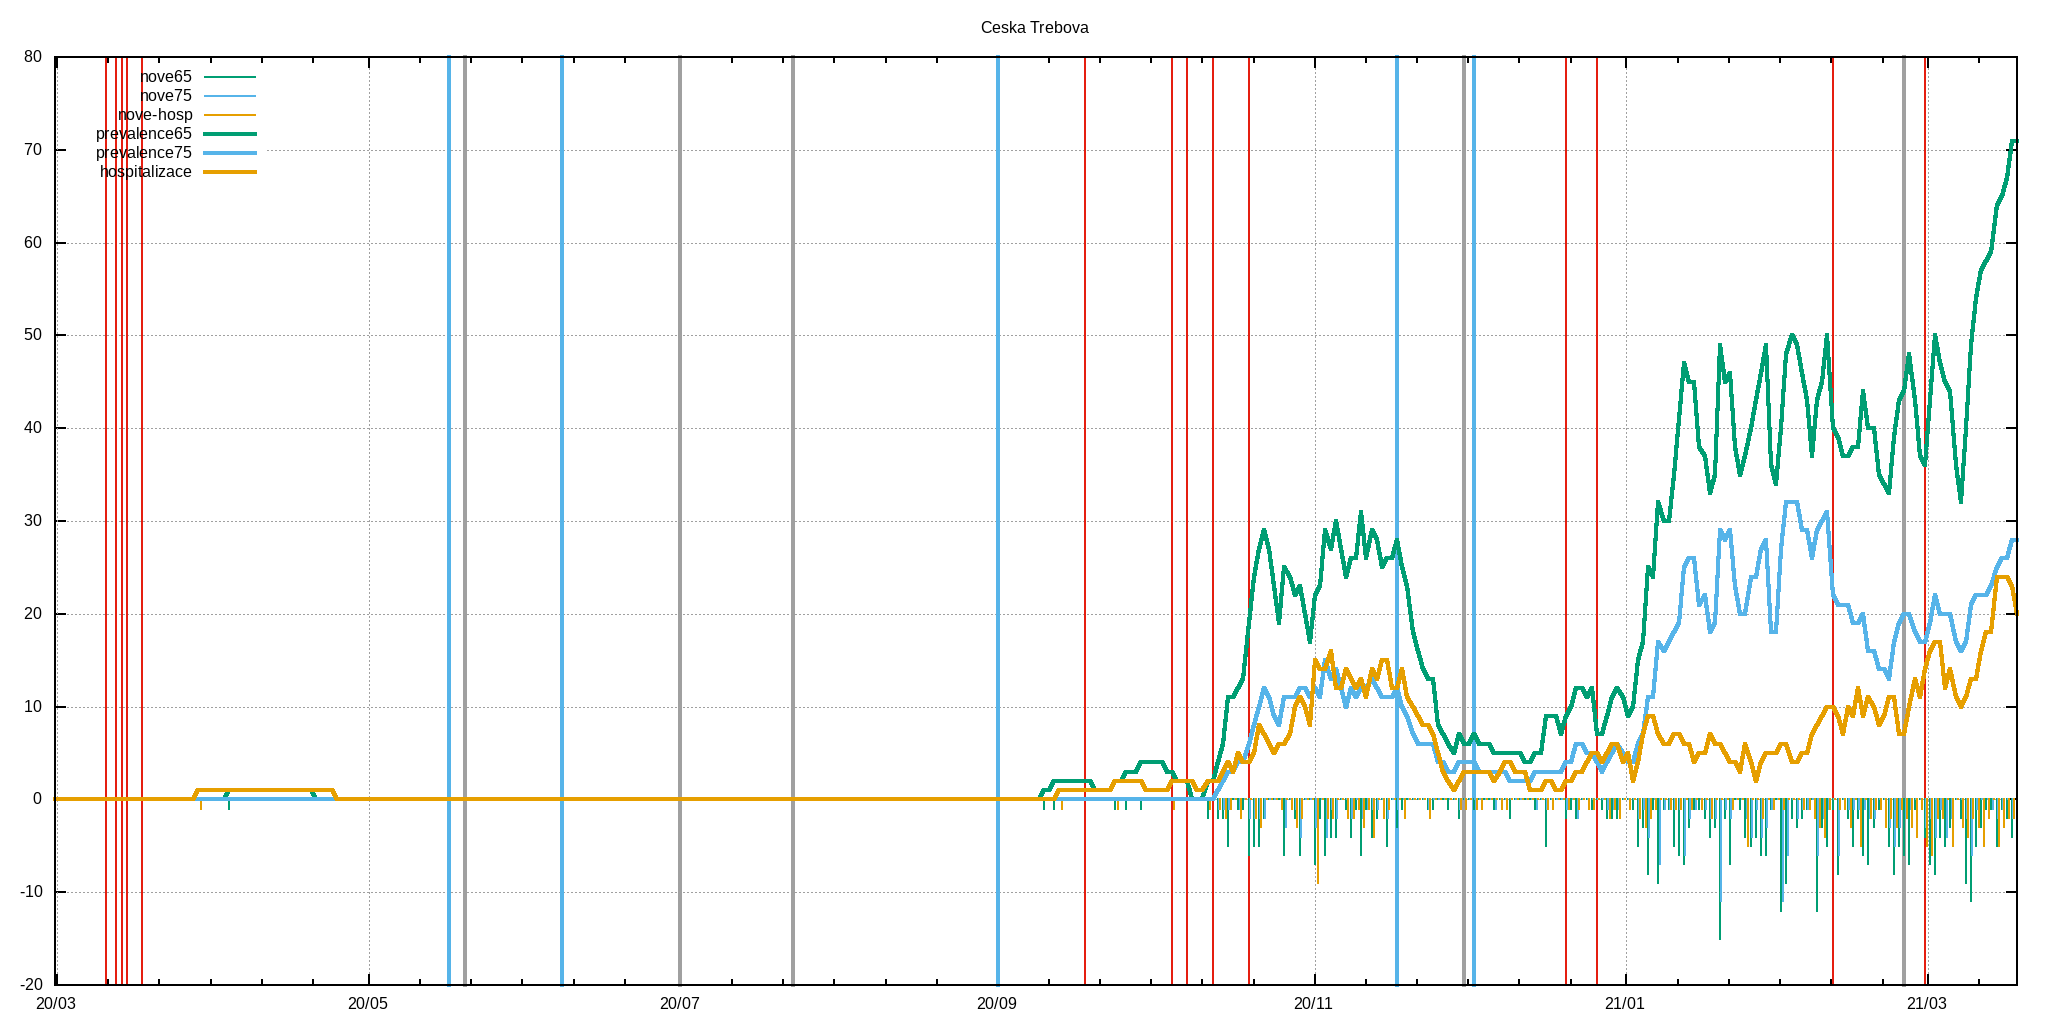 Ceska Trebova
80
70
60
50
40
30
20
10
0
-10
-20
nove65
nove75
nove-hosp
prevalence65
prevalence75
hospitalizace
20/03 20/05 20/07 20/09 20/11 21/01 21/03